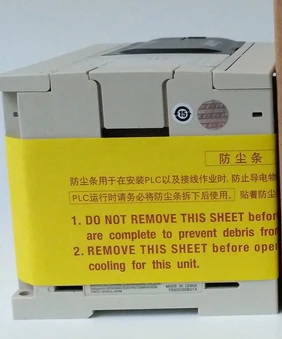 防尘条
防尘条用于在安装PLC以及接线作业时,防止导电物
PLC运行时请务必将防尘条拆下后使用。 贴着防尘
1. DO NOT REMOVE THIS SHEET befor
are complete to prevent debris fro
2. REMOVE THIS SHEET before oper
cooling for this unit.
MADE IN CHINA